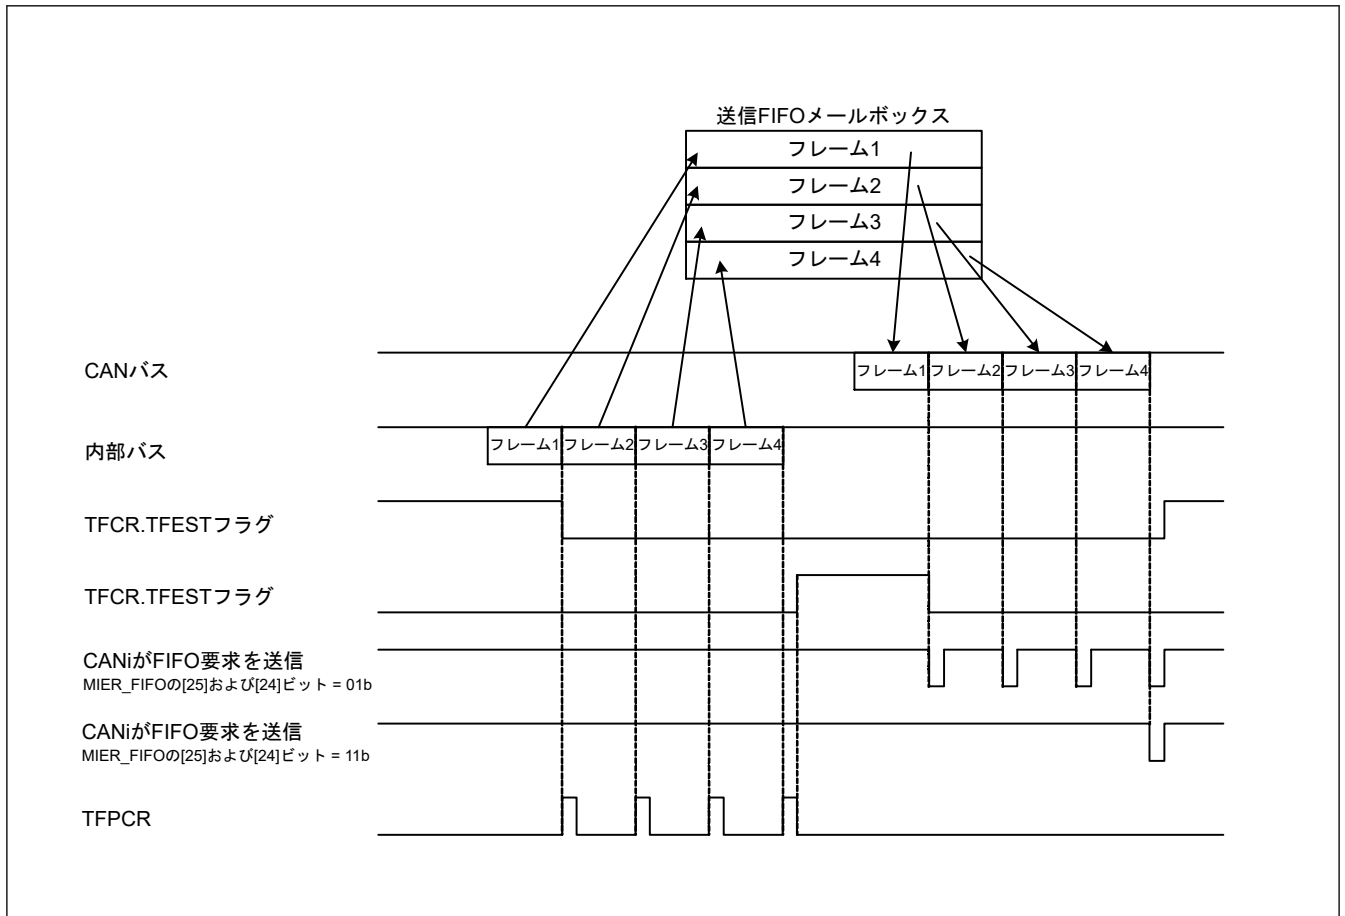 送信FIFOメールボックス
フレーム1
フレーム2
フレーム3
フレーム4
CANバス
フレーム1 フレーム2 フレーム3 フレーム4
内部バス
フレーム1 フレーム2 フレーム3 フレーム4
TFCR.TFESTフラグ
TFCR.TFESTフラグ
CANiがFIFO要求を送信
MIER_FIFOの[25]および[24]ビット = 01b
CANiがFIFO要求を送信
MIER_FIFOの[25]および[24]ビット = 11b
TFPCR